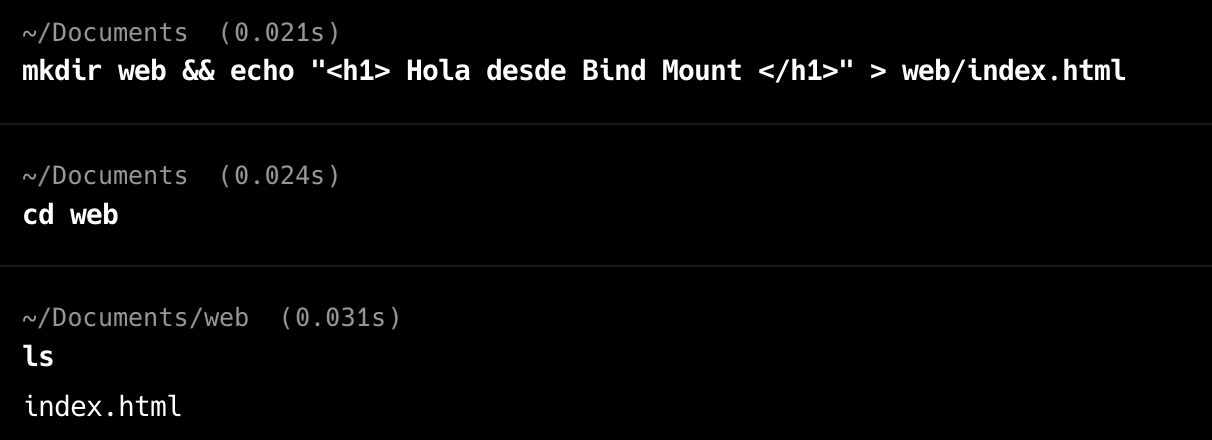 ~/Documents (0.021s)
mkdir web && echo "<h1> Hola desde Bind Mount </h1>" > web/index.html
~/Documents (0.024s)
cd web
~/Documents/web (0.031s)
ls
index.html